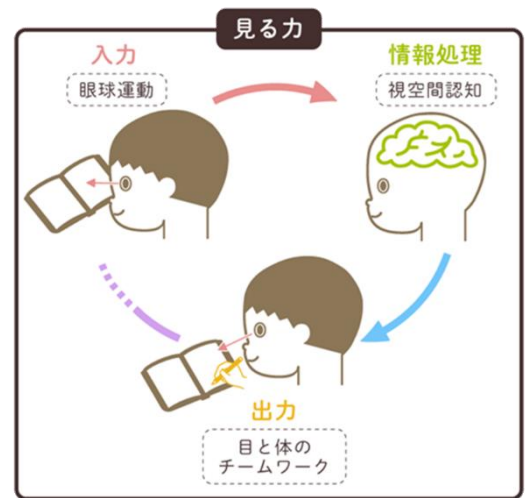 見る力
入力
眼球運動
情報処理
視空間認知
出力
目と体の
チームワーク